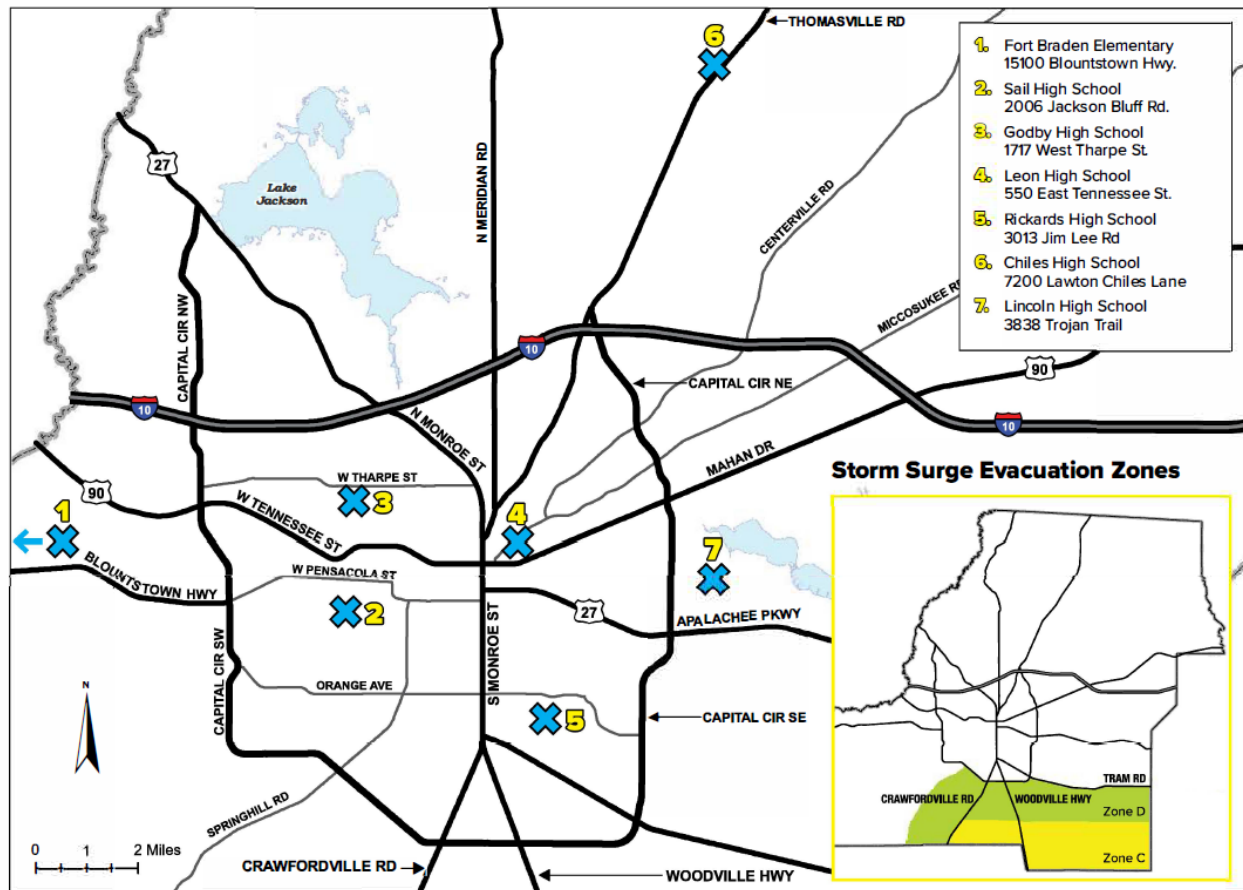 THOMASVILLE RD
6
1. Fort Braden Elementary
15100 Blountstown Hwy.
2. Sail High School
2006 Jackson Bluff Rd.
3. Godby High School
1717 West Tharpe St.
4. Leon High School
550 East Tennessee St.
5. Rickards High School
3013 Jim Lee Rd
6. Chiles High School
7200 Lawton Chiles Lane
7. Lincoln High School
3838 Trojan Trail
27
Lake
Jackson
N MERIDIAN RD
CENTERVILLE RD
MICCOSUKEE RD
CAPITAL CIR NW
10
90
CAPITAL CIR NE
10
10
N MONROE ST
MAHAN DR
W THARPE ST
3
90
W TENNESSEE ST
1
4
7
BLOUNTSTOWN HWY
W PENSACOLA ST
2
27
APALACHEE PKWY
CAPITAL CIR SW
S MONROE ST
ORANGE AVE
5
CAPITAL CIR SE
N
SPRINGHILL RD
0 1 2 Miles
CRAWFORDVILLE RD
WOODVILLE HWY
Storm Surge Evacuation Zones
TRAM RD
CRAWFORDVILLE RD
WOODVILLE HWY
Zone D
Zone C